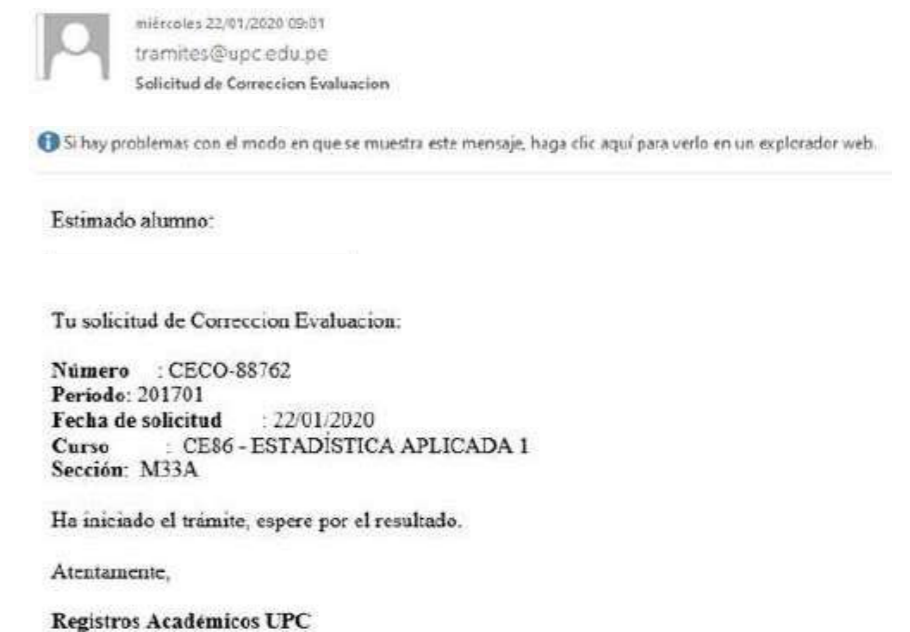 miércoles 22/01/2020 09:01
tramites@upc.edu.pe
Solicitud de Correccion Evaluacion
Si hay problemas con el modo en que se muestra este mensaje, haga clic aquí para verlo en un explorador web.
Estimado alumno:
Tu solicitud de Correccion Evaluacion:
Número : CECO-88762
Periodo: 201701
Fecha de solicitud : 22/01/2020
Curso : CE86 - ESTADÍSTICA APLICADA 1
Sección: M33A
Ha iniciado el trámite, espere por el resultado.
Atentamente,
Registros Académicos UPC